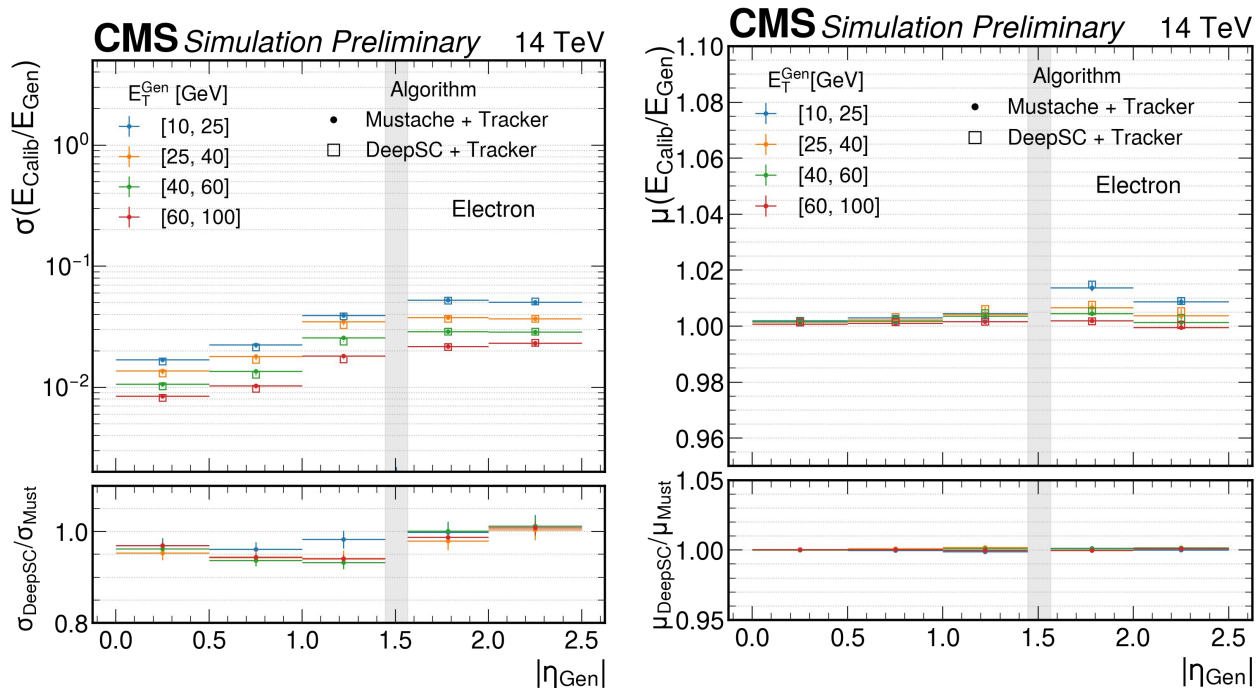 CMS Simulation Preliminary 14 TeV
σ(E_Calib/E_Gen)
10^0
10^-1
10^-2
E_T^Gen [GeV]
[10, 25]
[25, 40]
[40, 60]
[60, 100]
Algorithm
Mustache + Tracker
DeepSC + Tracker
Electron
σ_DeepSC/σ_Must
1.0
0.8
0.0 0.5 1.0 1.5 2.0 2.5
|η_Gen|
CMS Simulation Preliminary 14 TeV
μ(E_Calib/E_Gen)
1.10
1.08
1.06
1.04
1.02
1.00
0.98
0.96
E_T^Gen[GeV]
[10, 25]
[25, 40]
[40, 60]
[60, 100]
Algorithm
Mustache + Tracker
DeepSC + Tracker
Electron
μ_DeepSC/μ_Must
1.05
1.00
0.95
0.0 0.5 1.0 1.5 2.0 2.5
|η_Gen|